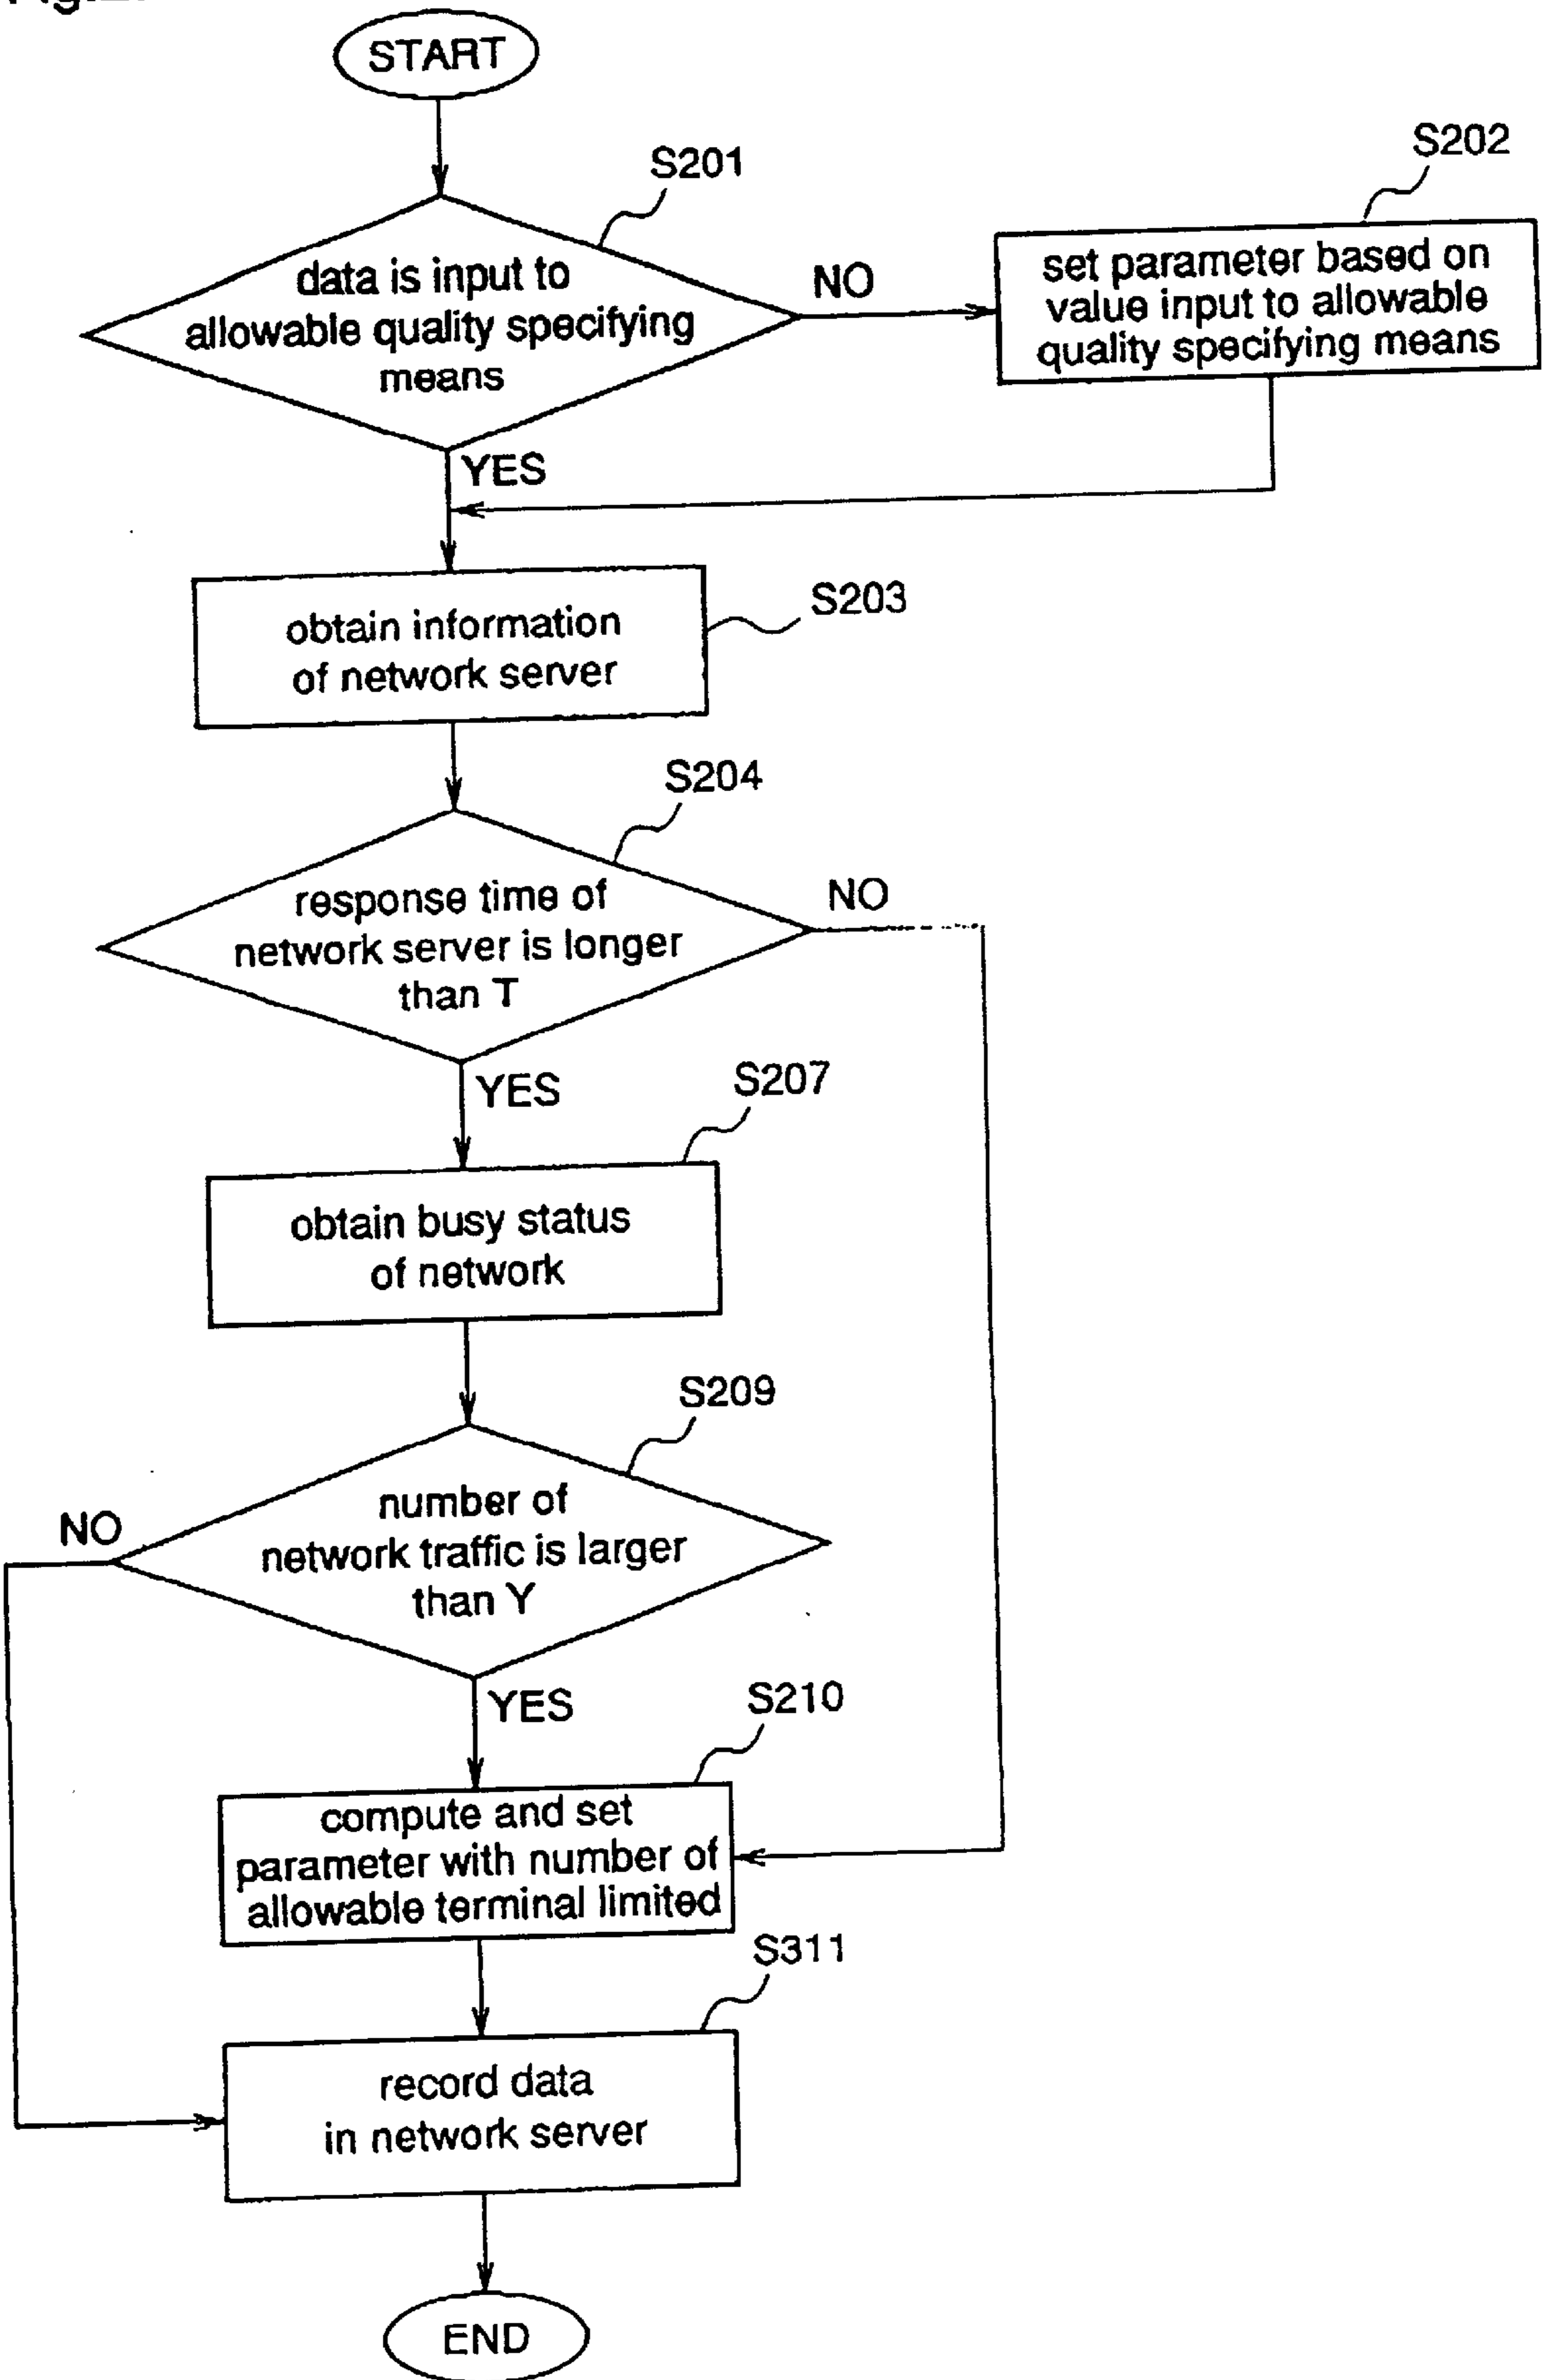 START
S201
S202
data is input to
allowable quality specifying
means
NO
set parameter based on
value input to allowable
quality specifying means
YES
obtain information
of network server
S203
S204
response time of
network server is longer
than T
NO
YES
S207
obtain busy status
of network
S209
number of
network traffic is larger
than Y
NO
YES
S210
compute and set
parameter with number of
allowable terminal limited
S311
record data
in network server
END